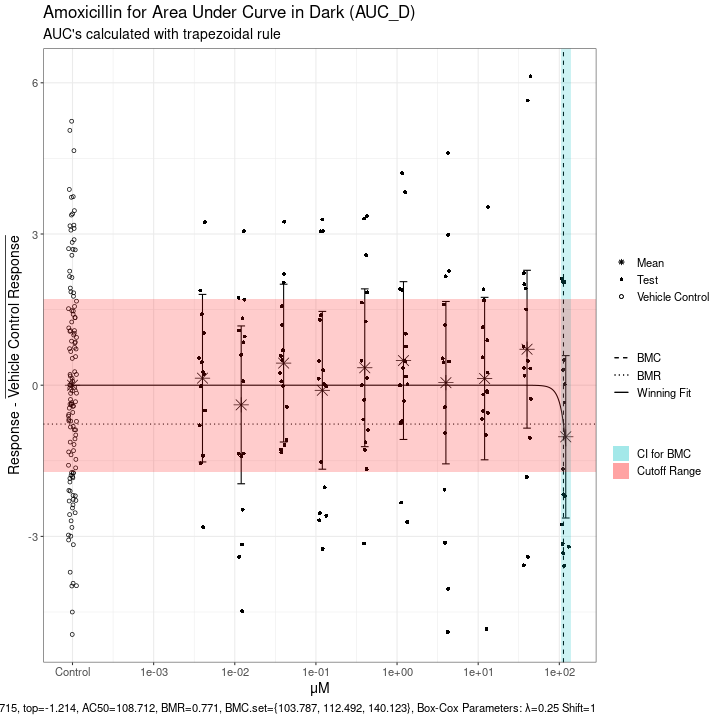 Amoxicillin for Area Under Curve in Dark (AUC_D)
AUC's calculated with trapezoidal rule
Response - Vehicle Control Response
6
3
0
-3
Control
1e-03
1e-02
1e-01
1e+00
1e+01
1e+02
μM
Mean
Test
Vehicle Control
BMC
BMR
Winning Fit
CI for BMC
Cutoff Range
715, top=-1.214, AC50=108.712, BMR=0.771, BMC.set={103.787, 112.492, 140.123}, Box-Cox Parameters: λ=0.25 Shift=1